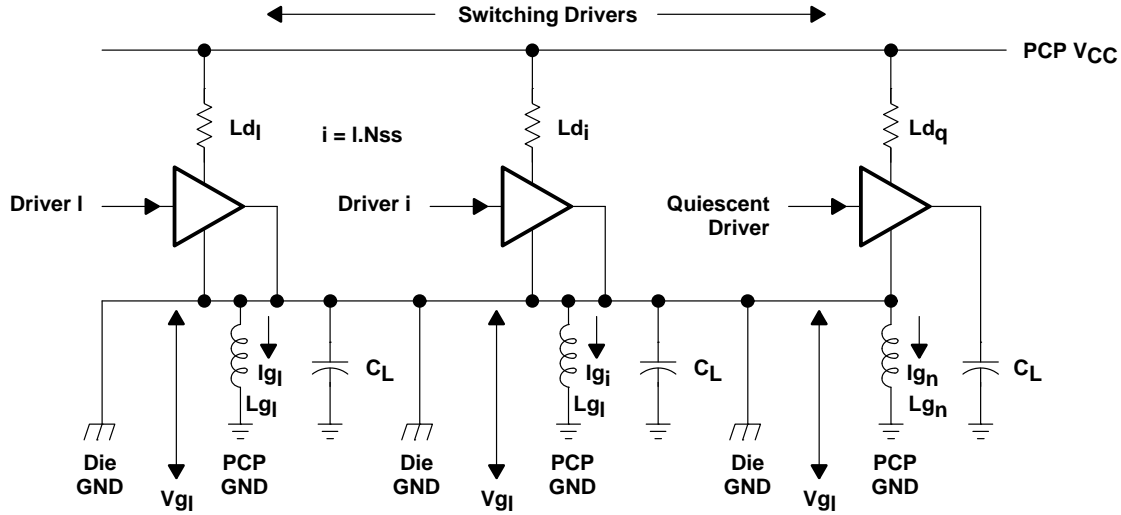 Switching Drivers
PCP VCC
Ldl
i = l.Nss
Ldi
Ldq
Driver l
Driver i
Quiescent
Driver
Igl
CL
Lgl
Igi
CL
Lgl
Ign
CL
Lgn
Die
GND
Vgl
PCP
GND
Die
GND
Vgl
PCP
GND
Die
GND
Vgl
PCP
GND